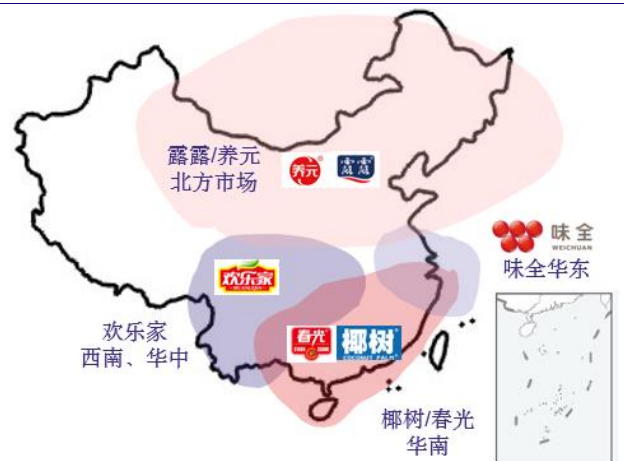 露露/养元
北方市场
养元
露露
味全
WEICHUAN
味全华东
欢乐家
欢乐家
西南、华中
春光
椰树
COCONUT PALM
椰树/春光
华南